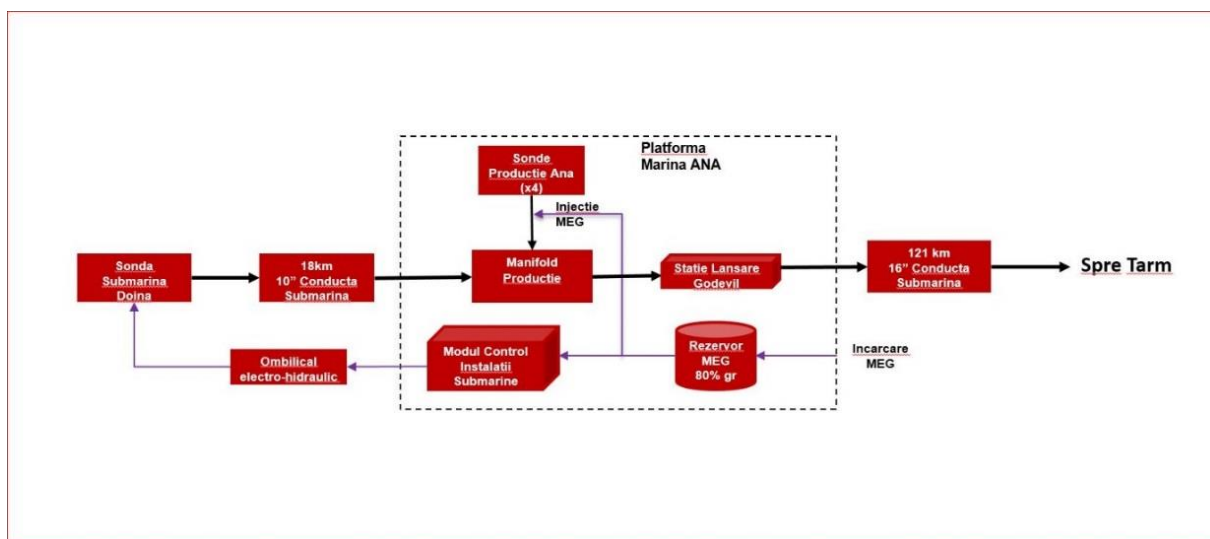 Platforma
Marina ANA
Sonde
Productie Ana
(x4)
Injectie
MEG
Sonda
Submarina
Doina
18km
10” Conducta
Submarina
Manifold
Productie
Statie Lansare
Godevil
121 km
16” Conducta
Submarina
Spre Tarm
Ombilical
electro-hidraulic
Modul Control
Instalatii
Submarine
Rezervor
MEG
80% gr
Incarcare
MEG